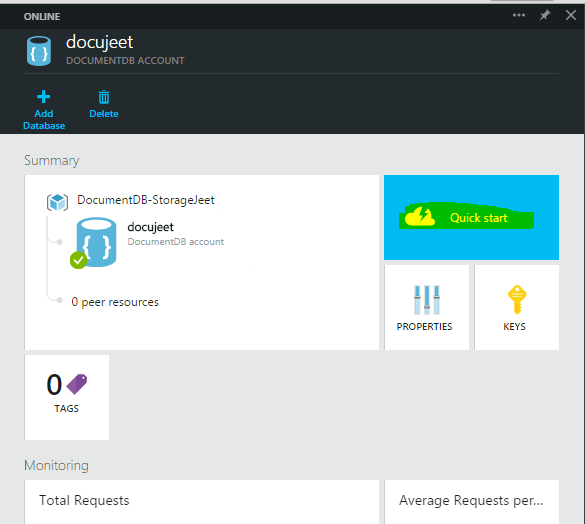 ONLINE
docujeet
DOCUMENTDB ACCOUNT
Add
Database
Delete
Summary
DocumentDB-StorageJeet
docujeet
DocumentDB account
0 peer resources
Quick start
PROPERTIES
KEYS
0
TAGS
Monitoring
Total Requests
Average Requests per...